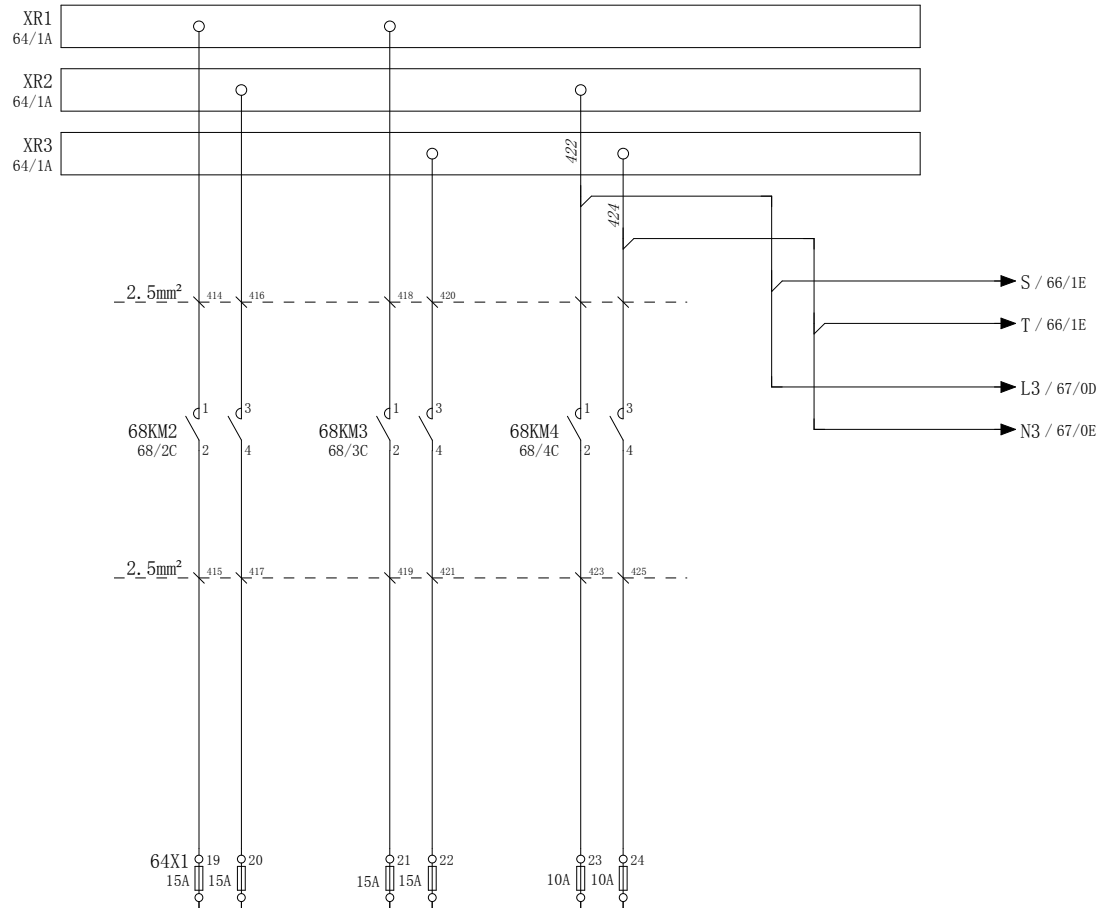 XR1
64/1A
XR2
64/1A
XR3
64/1A
422
424
S / 66/1E
2.5mm²
414
416
418
420
T / 66/1E
L3 / 67/0D
1
3
1
3
1
3
68KM2
68KM3
68KM4
N3 / 67/0E
68/2C
2
4
68/3C
2
4
68/4C
2
4
2.5mm²
415
417
419
421
423
425
64X1
19
20
21
22
23
24
15A
15A
15A
15A
10A
10A